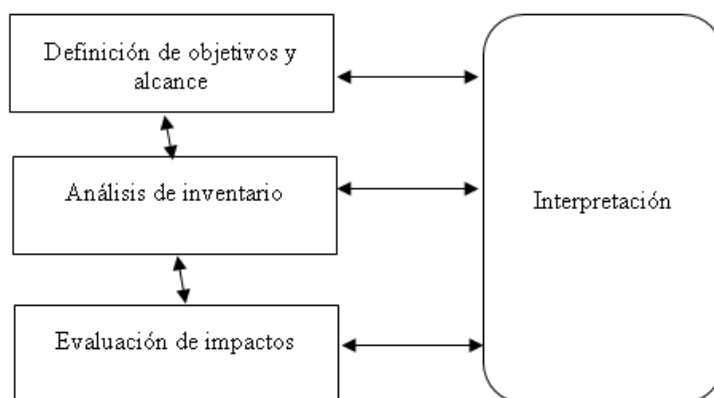 Definición de objetivos y
alcance
Análisis de inventario
Interpretación
Evaluación de impactos